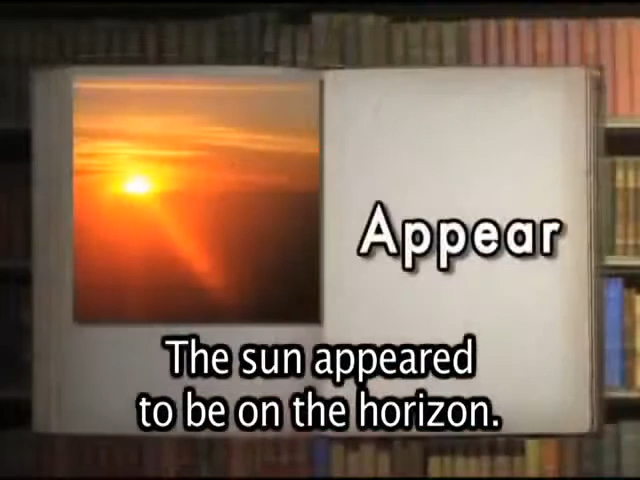 Appear
The sun appeared
to be on the horizon.